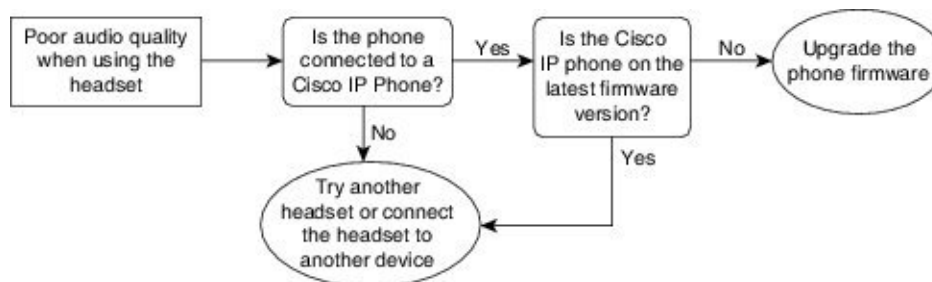 Poor audio quality
when using the
headset
Is the phone
connected to a
Cisco IP Phone?
Yes
Is the Cisco
IP phone on the
latest firmware
version?
No
Upgrade the
phone firmware
No
Yes
Try another
headset or connect
the headset to
another device